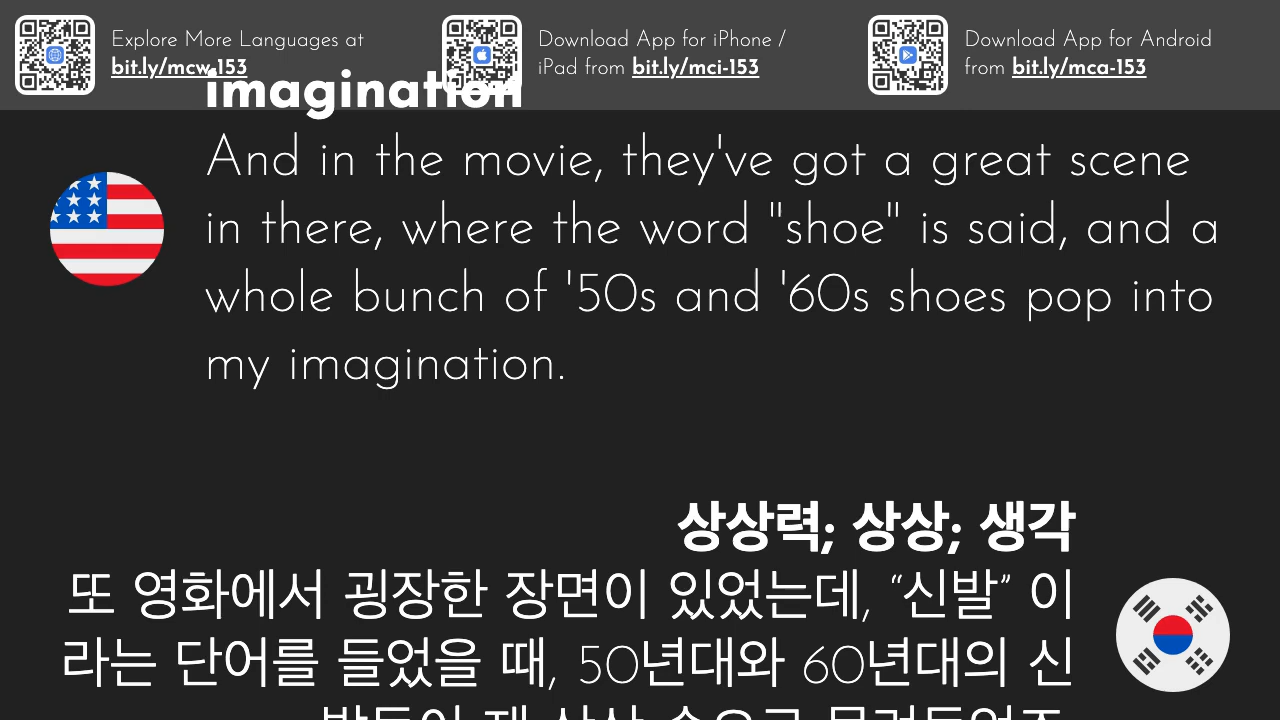 Explore More Languages at
bit.ly/mcw-153
Download App for iPhone /
iPad from bit.ly/mci-153
Download App for Android
from bit.ly/mca-153
imagination
And in the movie, they've got a great scene
in there, where the word "shoe" is said, and a
whole bunch of '50s and '60s shoes pop into
my imagination.
상상력; 상상; 생각
또 영화에서 굉장한 장면이 있었는데, “신발” 이
라는 단어를 들었을 때, 50년대와 60년대의 신